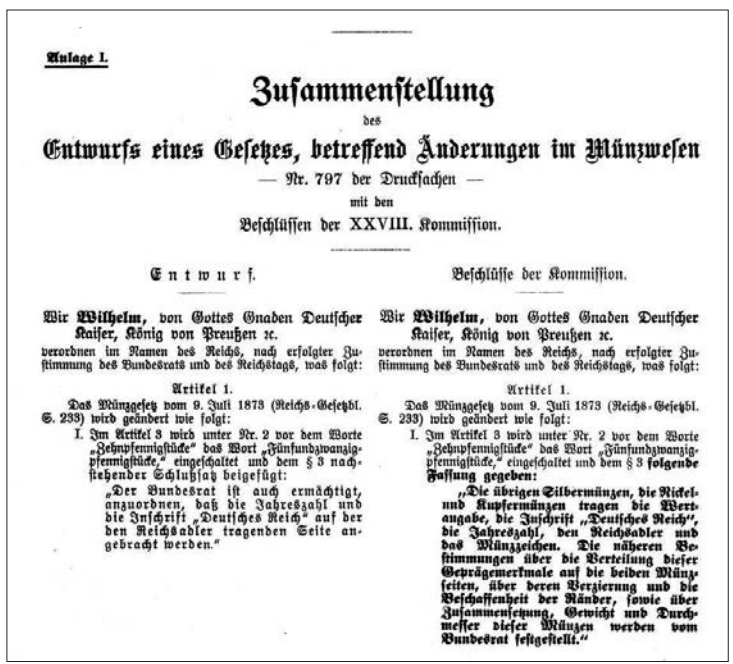 Anlage I.
Zusammenstellung
des
Entwurfs eines Gesetzes, betreffend Änderungen im Münzwesen
— Nr. 797 der Drucksachen —
mit den
Beschlüssen der XXVIII. Kommission.
Entwurf.
Wir Wilhelm, von Gottes Gnaden Deutscher
Kaiser, König von Preußen ꝛc.
verordnen im Namen des Reichs, nach erfolgter Zu-
stimmung des Bundesrats und des Reichstags, was folgt:
Artikel 1.
Das Münzgesetz vom 9. Juli 1873 (Reichs-Gesetzbl.
S. 233) wird geändert wie folgt:
I. Im Artikel 3 wird unter Nr. 2 vor dem Worte
„Zehnpfennigstücke“ das Wort „Fünfundzwanzig-
pfennigstücke,“ eingeschaltet und dem § 3 nach-
stehender Schlußsatz beigefügt:
„Der Bundesrat ist auch ermächtigt,
anzuordnen, daß die Jahreszahl und
die Inschrift „Deutsches Reich“ auf der
den Reichsadler tragenden Seite an-
gebracht werden.“
Beschlüsse der Kommission.
Wir Wilhelm, von Gottes Gnaden Deutscher
Kaiser, König von Preußen ꝛc.
verordnen im Namen des Reichs, nach erfolgter Zu-
stimmung des Bundesrats und des Reichstags, was folgt:
Artikel 1.
Das Münzgesetz vom 9. Juli 1873 (Reichs-Gesetzbl.
S. 233) wird geändert wie folgt:
I. Im Artikel 3 wird unter Nr. 2 vor dem Worte
„Zehnpfennigstücke“ das Wort „Fünfundzwanzig-
pfennigstücke,“ eingeschaltet und dem § 3 folgende
Fassung gegeben:
„Die übrigen Silbermünzen, die Nickel-
und Kupfermünzen tragen die Wert-
angabe, die Inschrift „Deutsches Reich“,
die Jahreszahl, den Reichsadler und
das Münzzeichen. Die näheren Be-
stimmungen über die Verteilung dieser
Geprägemerkmale auf die beiden Münz-
seiten, über deren Verzierung und die
Beschaffenheit der Ränder, sowie über
Zusammensetzung, Gewicht und Durch-
messer dieser Münzen werden vom
Bundesrat festgestellt.“